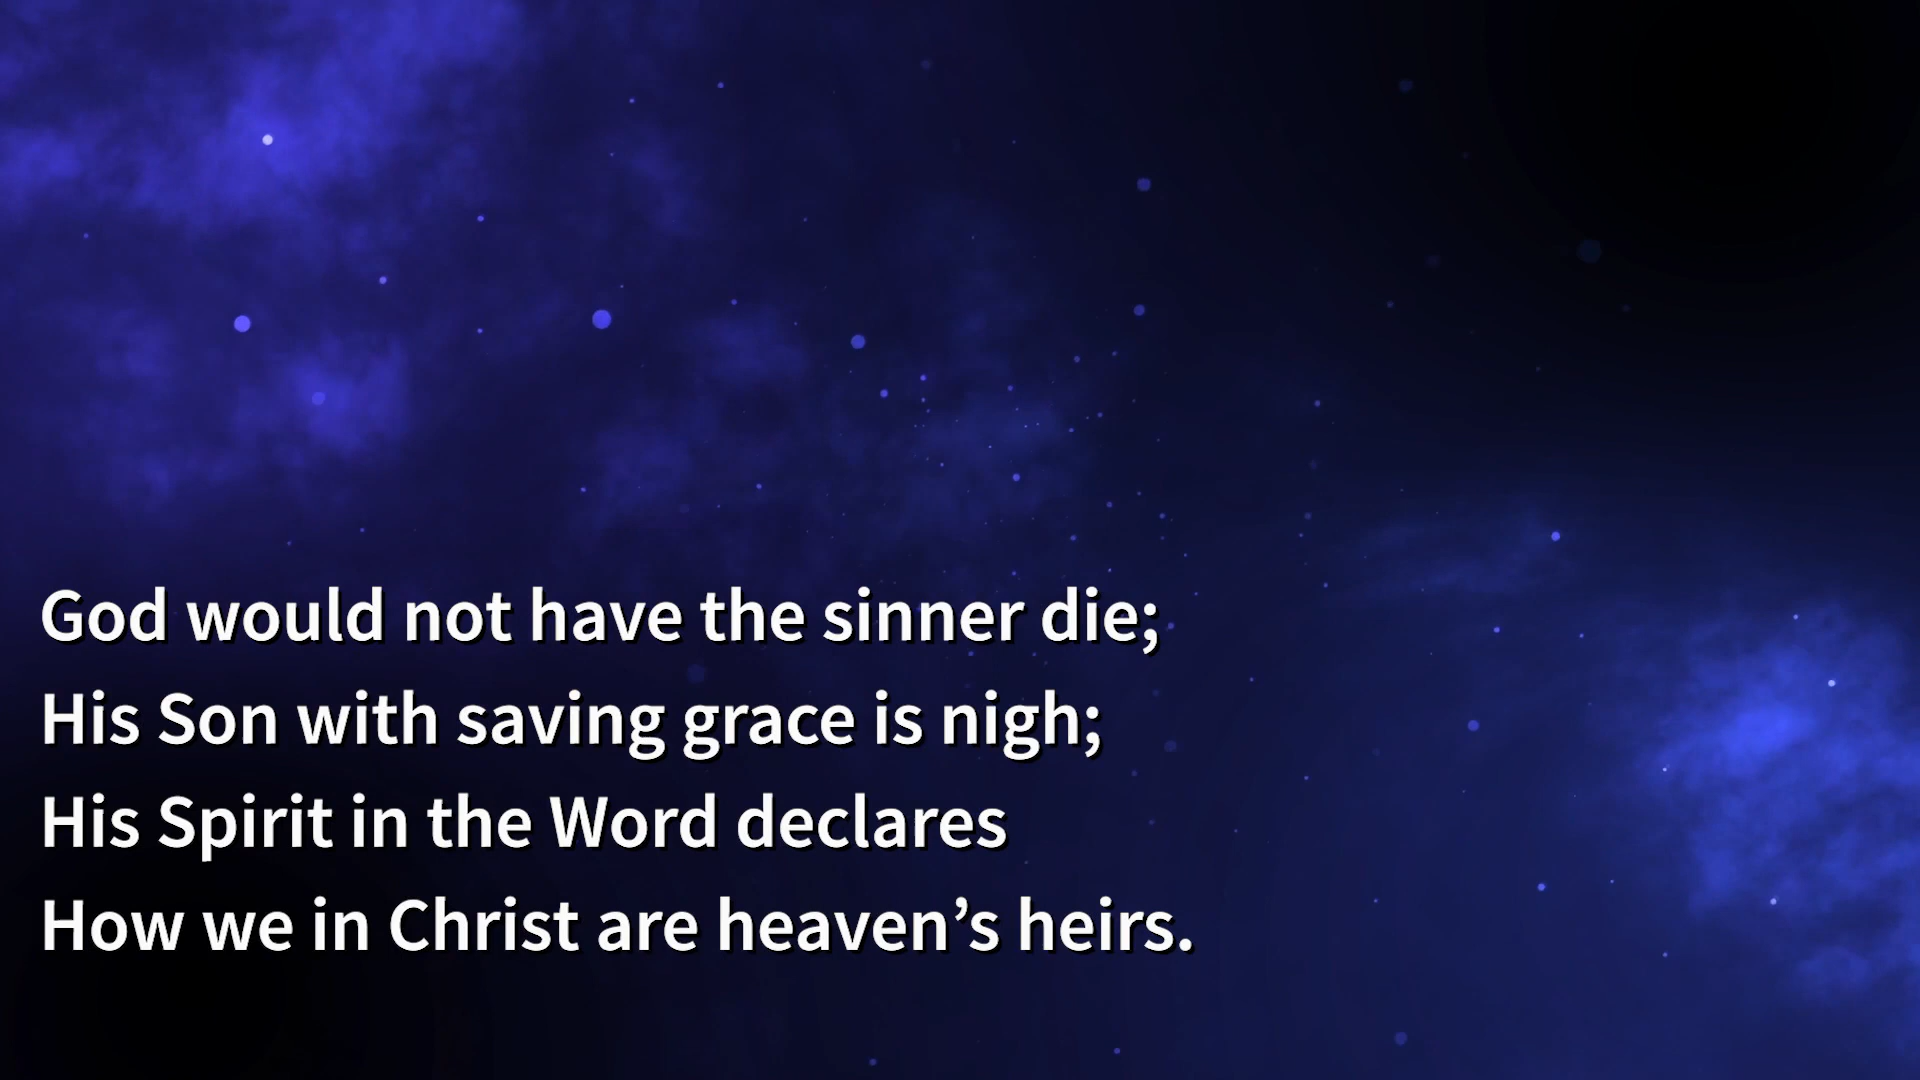 God would not have the sinner die;
His Son with saving grace is nigh;
His Spirit in the Word declares
How we in Christ are heaven’s heirs.